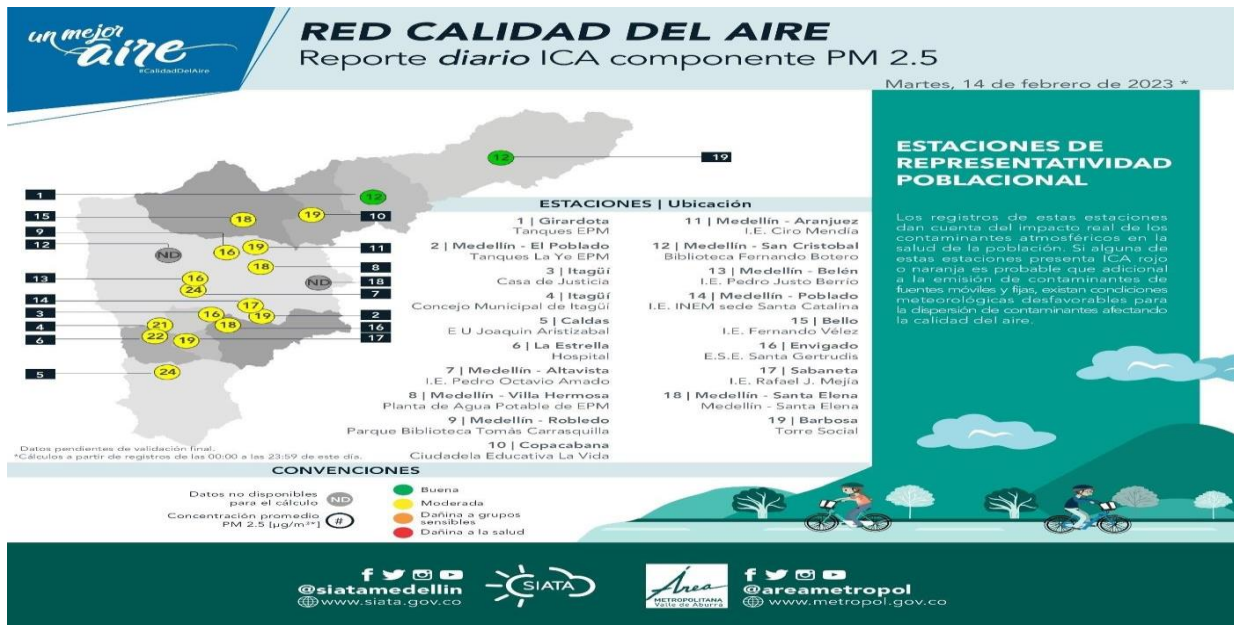 un mejor
aire
#CalidadDelAire
RED CALIDAD DEL AIRE
Reporte diario ICA componente PM 2.5
Martes, 14 de febrero de 2023 *
12
19
1
12
15
18
19
10
9
16
19
11
12
ND
18
8
13
16
ND
18
24
7
14
17
3
16
19
2
4
21
18
16
6
22
19
17
5
24
ESTACIONES | Ubicación
1 | Girardota
Tanques EPM
2 | Medellín - El Poblado
Tanques La Ye EPM
3 | Itagüí
Casa de Justicia
4 | Itagüí
Concejo Municipal de Itagüí
5 | Caldas
E U Joaquin Aristizabal
6 | La Estrella
Hospital
7 | Medellín - Altavista
I.E. Pedro Octavio Amado
8 | Medellín - Villa Hermosa
Planta de Agua Potable de EPM
9 | Medellín - Robledo
Parque Biblioteca Tomás Carrasquilla
10 | Copacabana
Ciudadela Educativa La Vida
11 | Medellín - Aranjuez
I.E. Ciro Mendía
12 | Medellín - San Cristobal
Biblioteca Fernando Botero
13 | Medellín - Belén
I.E. Pedro Justo Berrío
14 | Medellín - Poblado
I.E. INEM sede Santa Catalina
15 | Bello
I.E. Fernando Vélez
16 | Envigado
E.S.E. Santa Gertrudis
17 | Sabaneta
I.E. Rafael J. Mejía
18 | Medellín - Santa Elena
Medellín - Santa Elena
19 | Barbosa
Torre Social
ESTACIONES DE
REPRESENTATIVIDAD
POBLACIONAL
Los registros de estas estaciones
dan cuenta del impacto real de los
contaminantes atmosféricos en la
salud de la población. Si alguna de
estas estaciones presenta ICA rojo
o naranja es probable que adicional
a la emisión de contaminantes de
fuentes móviles y fijas, existan condiciones
meteorológicas desfavorables para
la dispersión de contaminantes afectando
la calidad del aire.
Datos pendientes de validación final.
*Cálculos a partir de registros de las 00:00 a las 23:59 de este día.
CONVENCIONES
Datos no disponibles
para el cálculo
ND
Concentración promedio
PM 2.5 [µg/m³*]
#
Buena
Moderada
Dañina a grupos
sensibles
Dañina a la salud
@siatamedellin
www.siata.gov.co
SIATA
Área
METROPOLITANA
Valle de Aburrá
@areametropol
www.metropol.gov.co